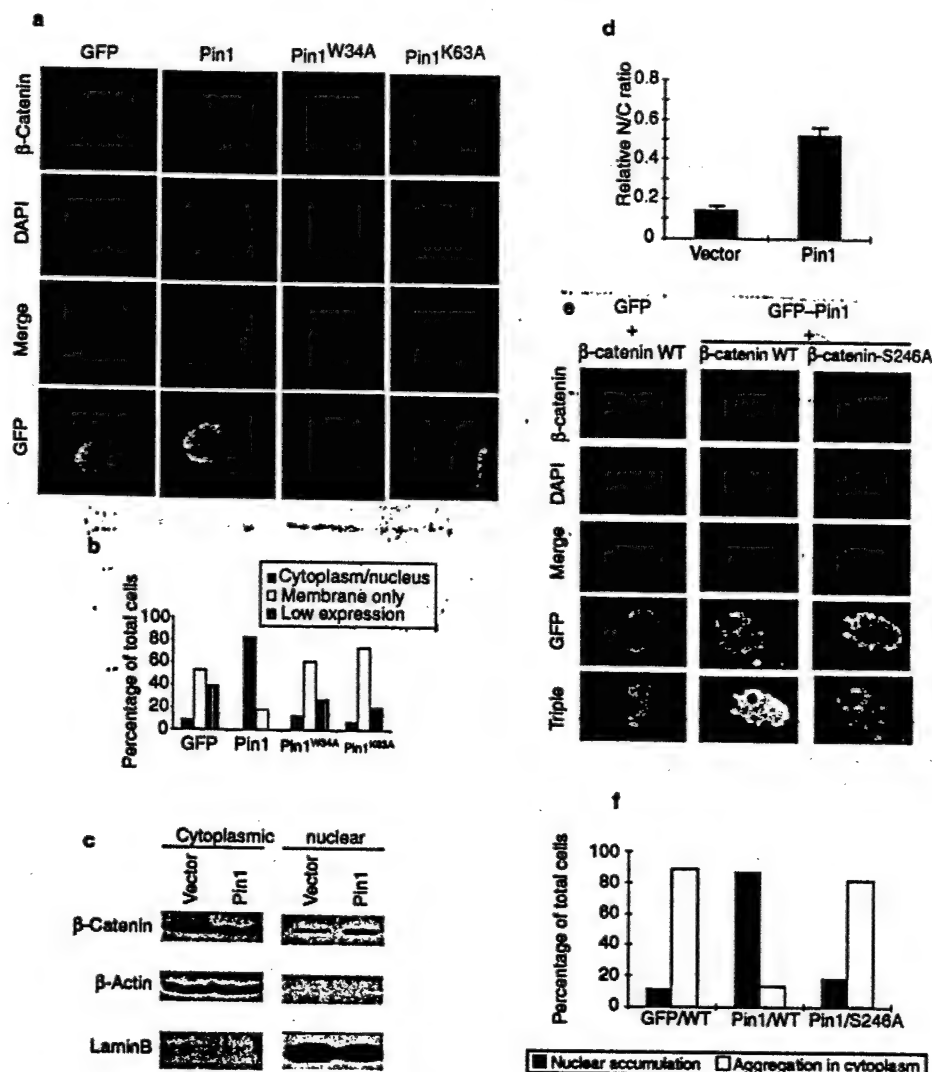 a
GFP Pin1 Pin1W34A Pin1K63A
β-Catenin
DAPI
Merge
GFP
b
Cytoplasm/nucleus
Membrane only
Low expression
Percentage of total cells
100
80
60
40
20
0
GFP Pin1 Pin1W34A Pin1K63A
c
Cytoplasmic nuclear
Vector Pin1 Vector Pin1
β-Catenin
β-Actin
LaminB
d
Relative N/C ratio
0.8
0.6
0.4
0.2
0
Vector Pin1
e
GFP GFP–Pin1
+ +
β-catenin WT β-catenin WT β-catenin-S246A
β-catenin
DAPI
Merge
GFP
Triple
f
Percentage of total cells
100
80
60
40
20
0
GFP/WT Pin1/WT Pin1/S246A
Nuclear accumulation Aggregation in cytoplasm